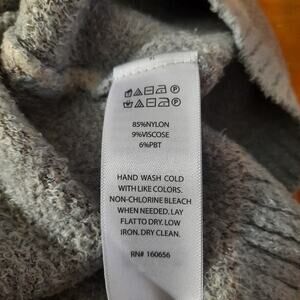 85%NYLON
9%VISCOSE
6%PBT
HAND WASH COLD
WITH LIKE COLORS.
NON-CHLORINE BLEACH
WHEN NEEDED. LAY
FLAT TO DRY. LOW
IRON. DRY CLEAN.
RN# 160656